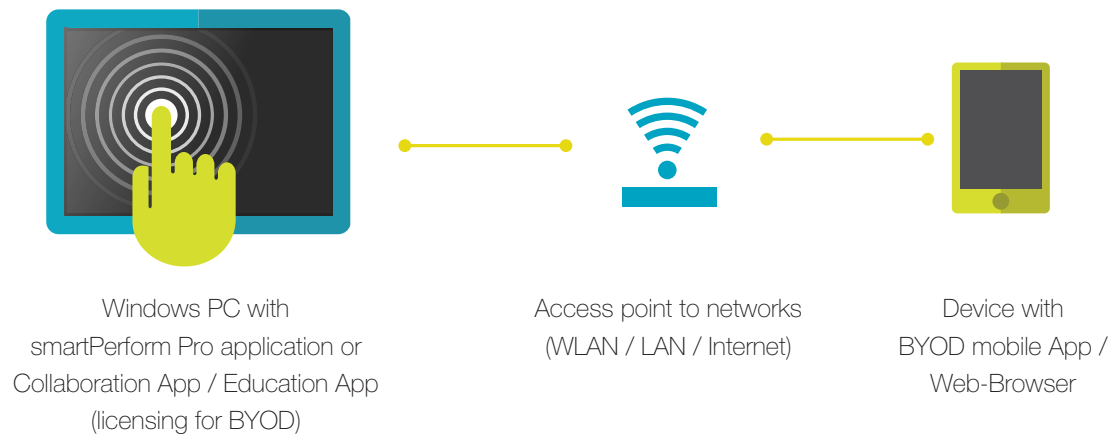 Windows PC with
smartPerform Pro application or
Collaboration App / Education App
(licensing for BYOD)
Access point to networks
(WLAN / LAN / Internet)
Device with
BYOD mobile App /
Web-Browser